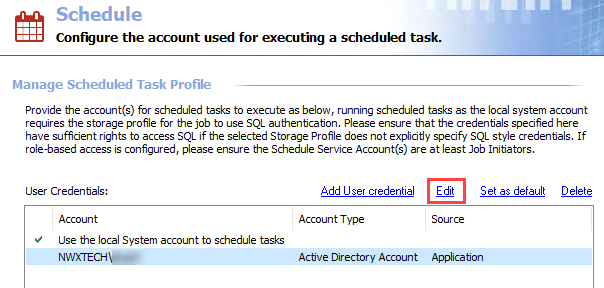 Schedule
Configure the account used for executing a scheduled task.
Manage Scheduled Task Profile
Provide the account(s) for scheduled tasks to execute as below, running scheduled tasks as the local system account
requires the storage profile for the job to use SQL authentication. Please ensure that the credentials specified here
have sufficient rights to access SQL if the selected Storage Profile does not explicitly specify SQL style credentials. If
role-based access is configured, please ensure the Schedule Service Account(s) are at least Job Initiators.
User Credentials: Add User credential Edit Set as default Delete
Account Account Type Source
Use the local System account to schedule tasks
NWXTECH\ Active Directory Account Application